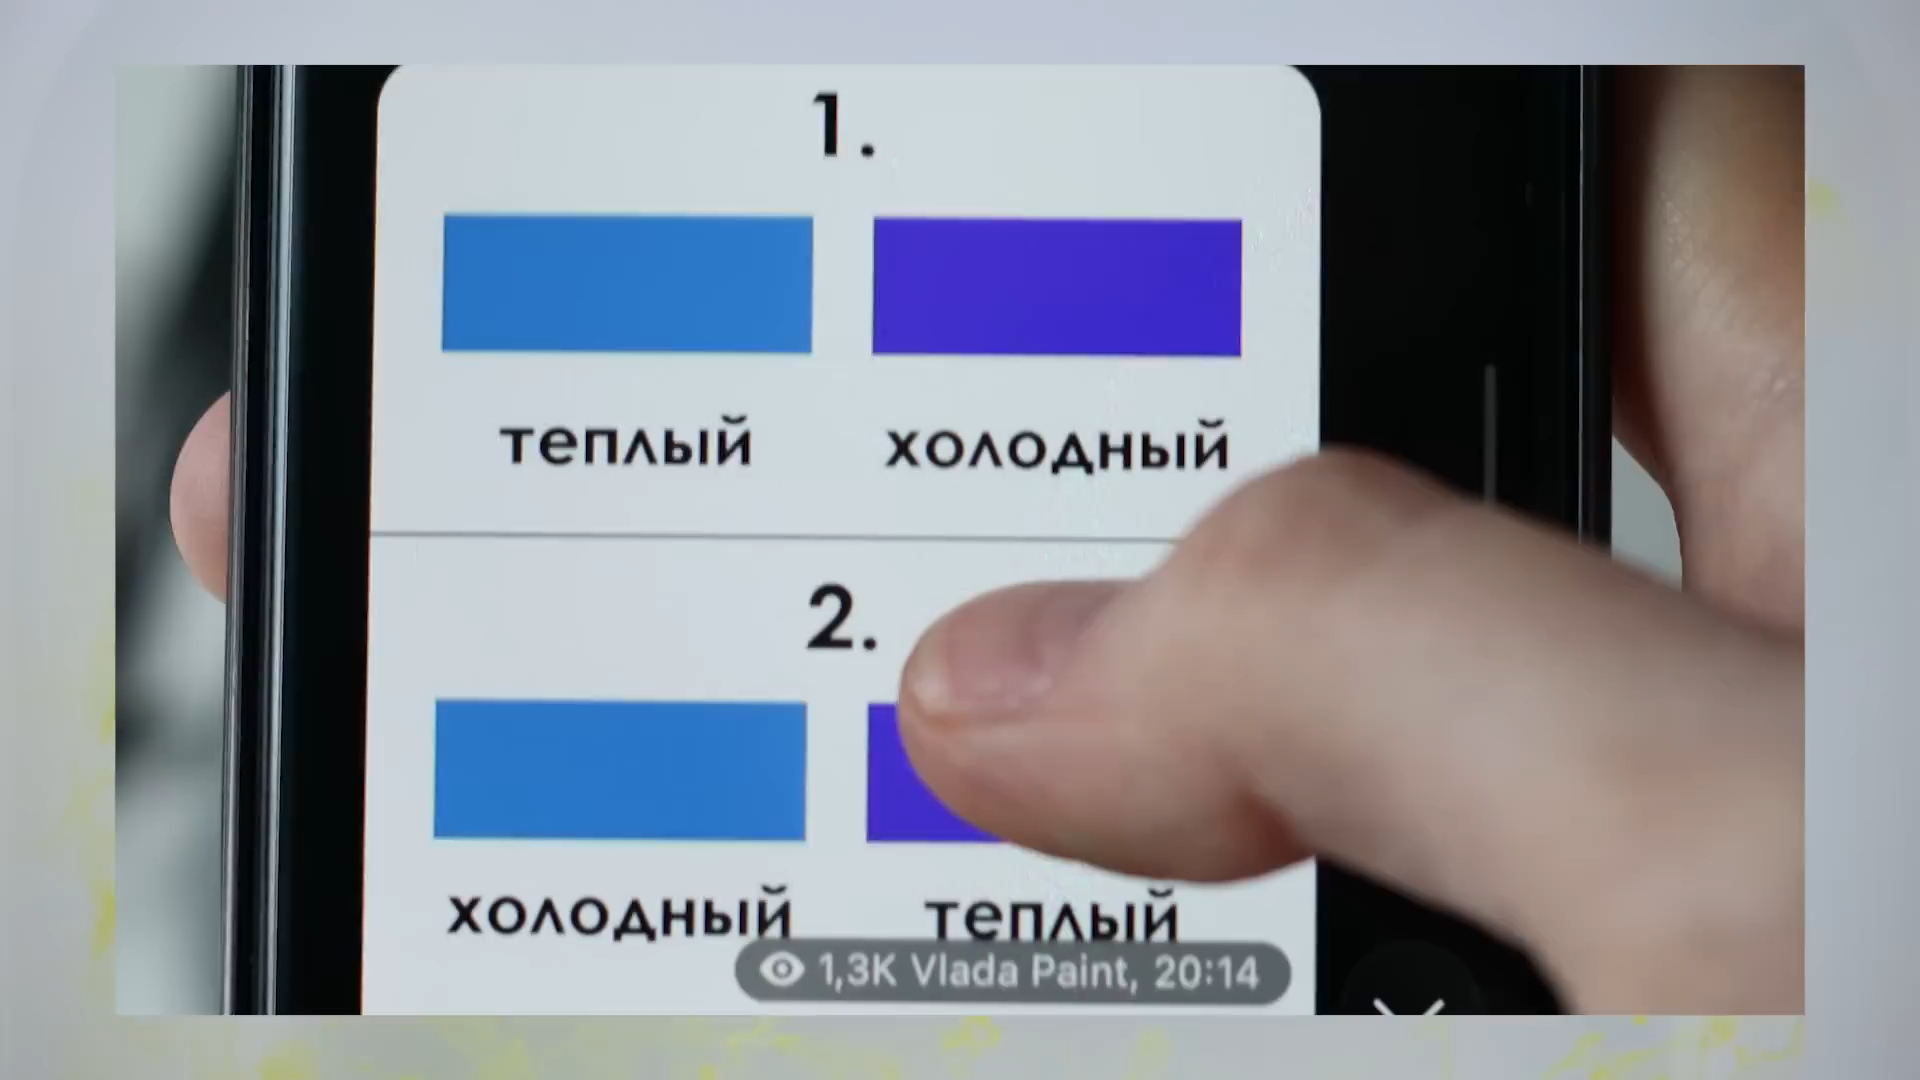 1.
теплый холодный
2.
холодный теплый
1,3K Vlada Paint, 20:14